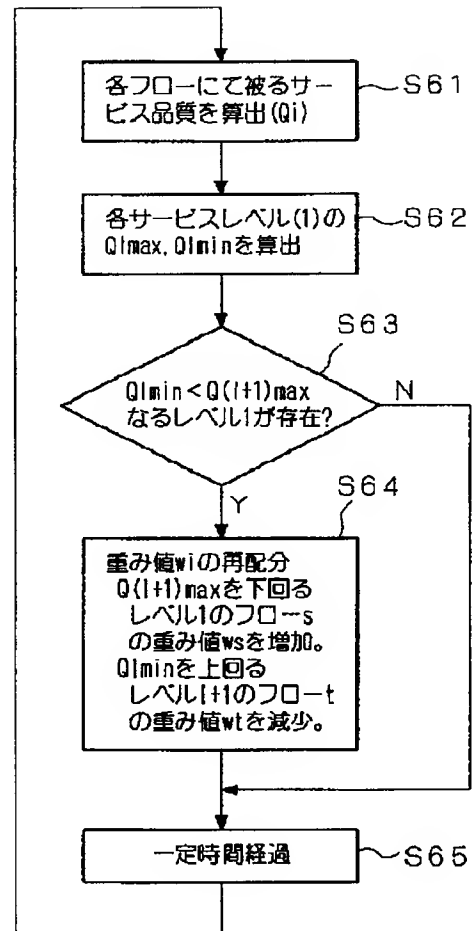 各フローにて被るサー
ビス品質を算出(Qi)
S61
各サービスレベル(l)の
Qlmax,Qlminを算出
S62
S63
Qlmin<Q(l+1)max
なるレベルlが存在?
N
Y
S64
重み値wiの再配分
Q(l+1)maxを下回る
レベルlのフローs
の重み値wsを増加。
Qlminを上回る
レベルl+1のフローt
の重み値wtを減少。
一定時間経過
S65